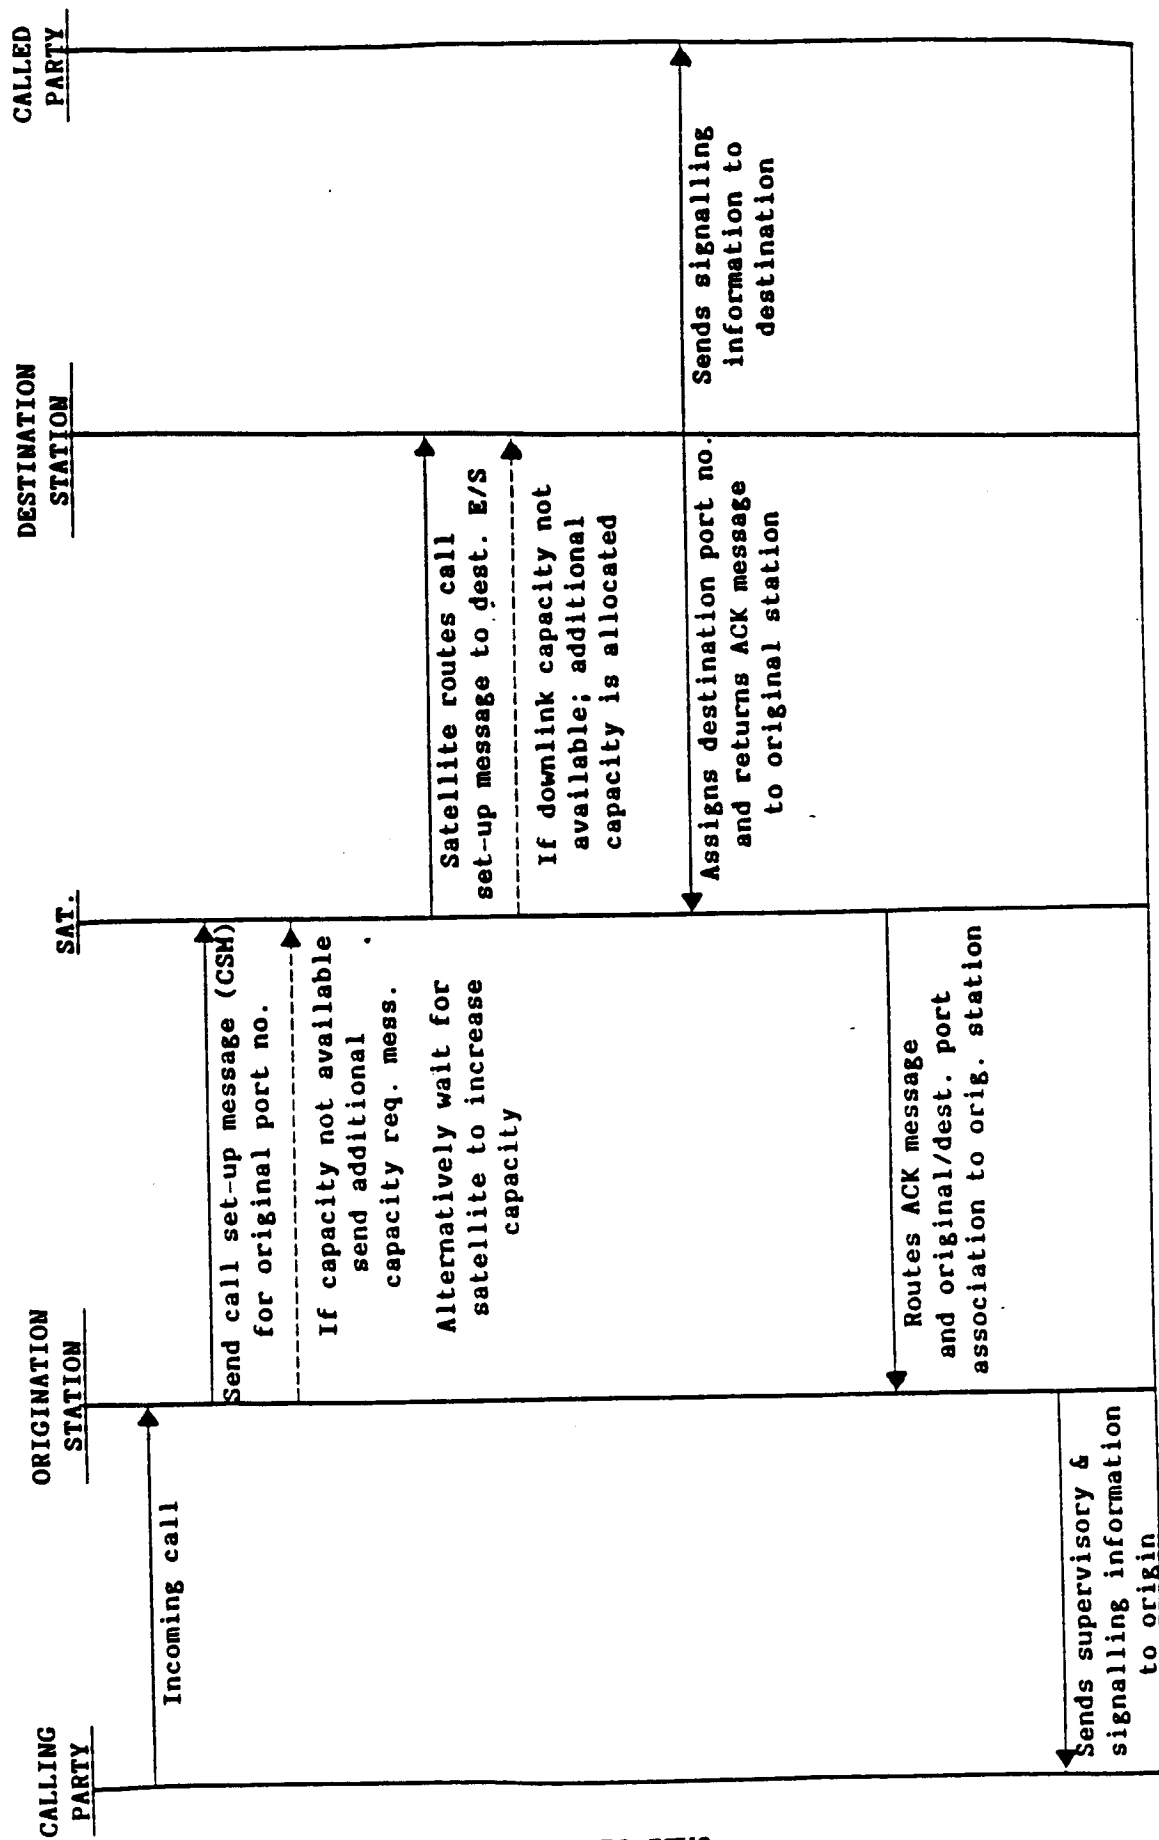 CALLING
PARTY
ORIGINATION
STATION
SAT.
DESTINATION
STATION
CALLED
PARTY
Incoming call
Send call set-up message (CSM)
for original port no.
If capacity not available
send additional
capacity req. mess.
Alternatively wait for
satellite to increase
capacity
Satellite routes call
set-up message to dest. E/S
If downlink capacity not
available; additional
capacity is allocated
Assigns destination port no.
and returns ACK message
to original station
Sends signalling
information to
destination
Routes ACK message
and original/dest. port
association to orig. station
Sends supervisory &
signalling information
to origin